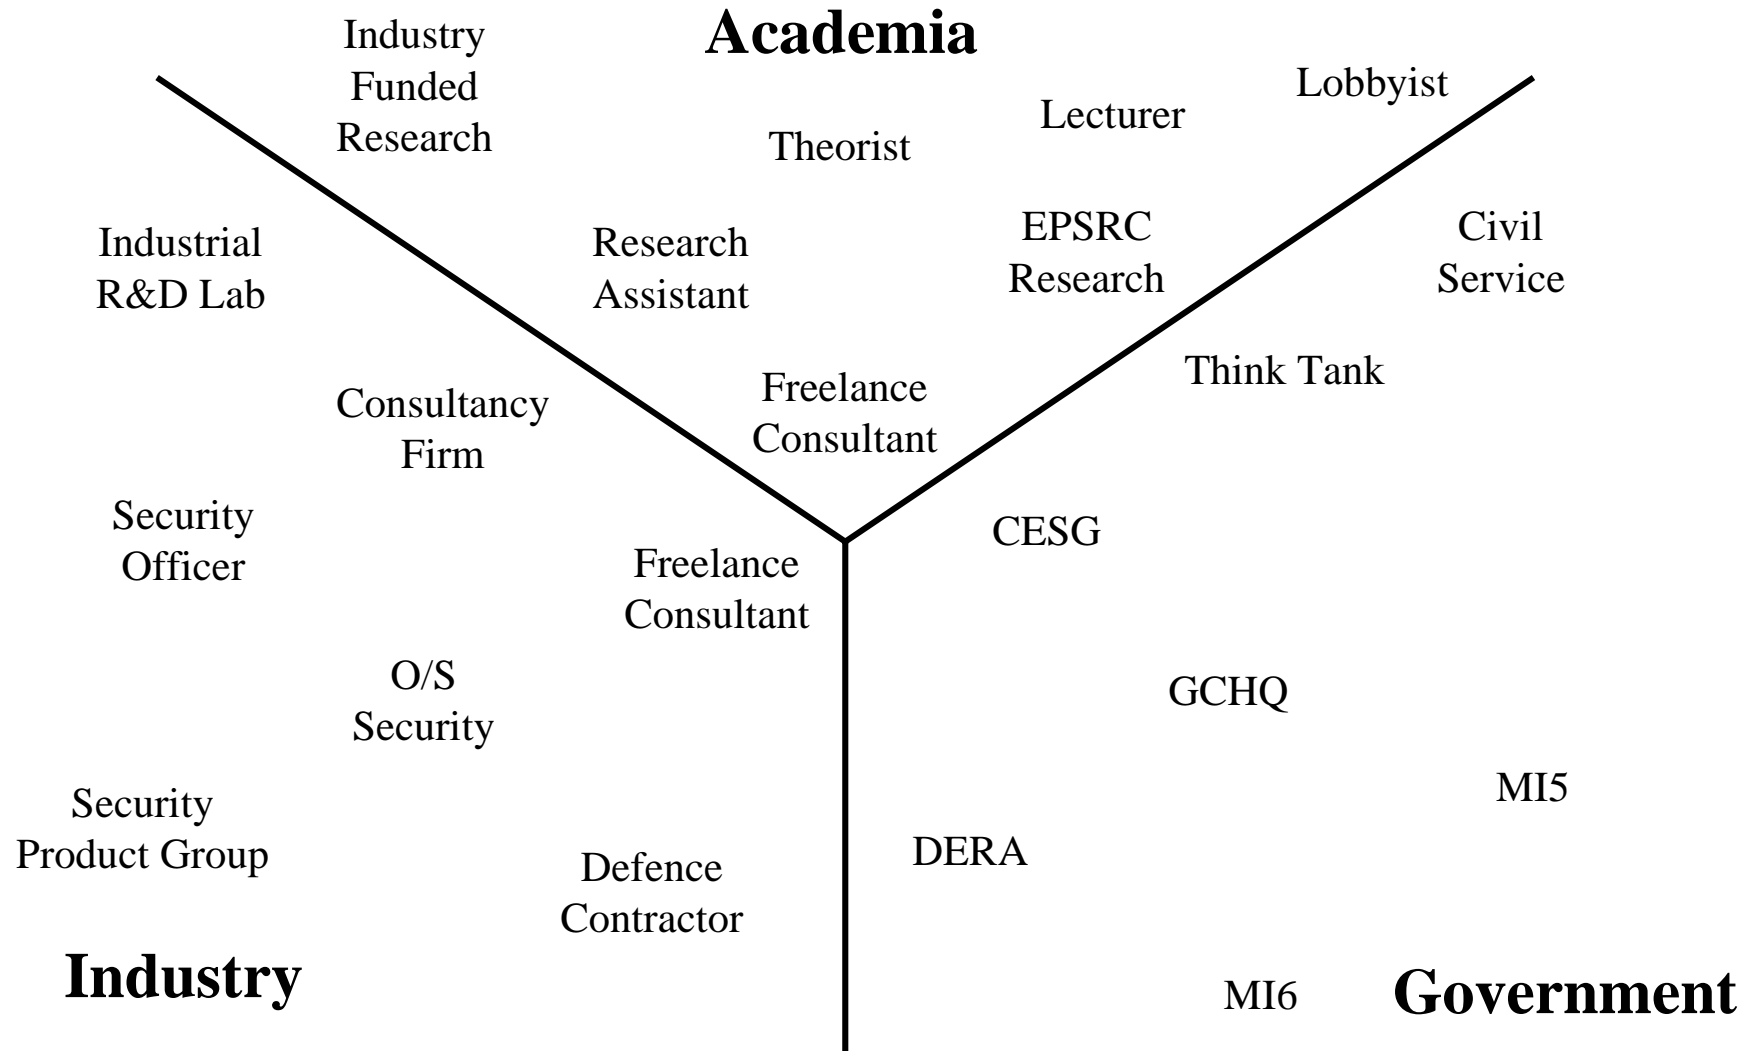 Academia
Industry
Funded
Research
Theorist
Lecturer
Lobbyist
Research
Assistant
EPSRC
Research
Freelance
Consultant
Industrial
R&D Lab
Consultancy
Firm
Security
Officer
Freelance
Consultant
O/S
Security
Security
Product Group
Defence
Contractor
Industry
Civil
Service
Think Tank
CESG
GCHQ
MI5
DERA
MI6
Government